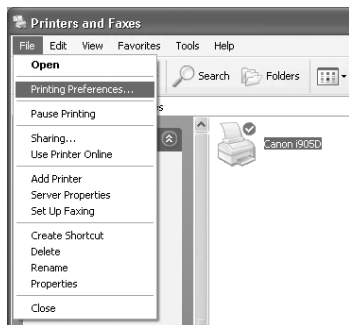 Printers and Faxes
File Edit View Favorites Tools Help
Open
Printing Preferences...
Pause Printing
Sharing...
Use Printer Online
Add Printer
Server Properties
Set Up Faxing
Create Shortcut
Delete
Rename
Properties
Close
Search Folders
es
Canon i905D